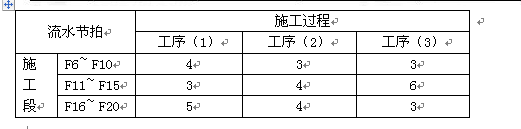 流水节拍 施工过程
工序（1） 工序（2） 工序（3）
施工段 F6~F10 4 3 3
F11~F15 3 4 6
F16~F20 5 4 3